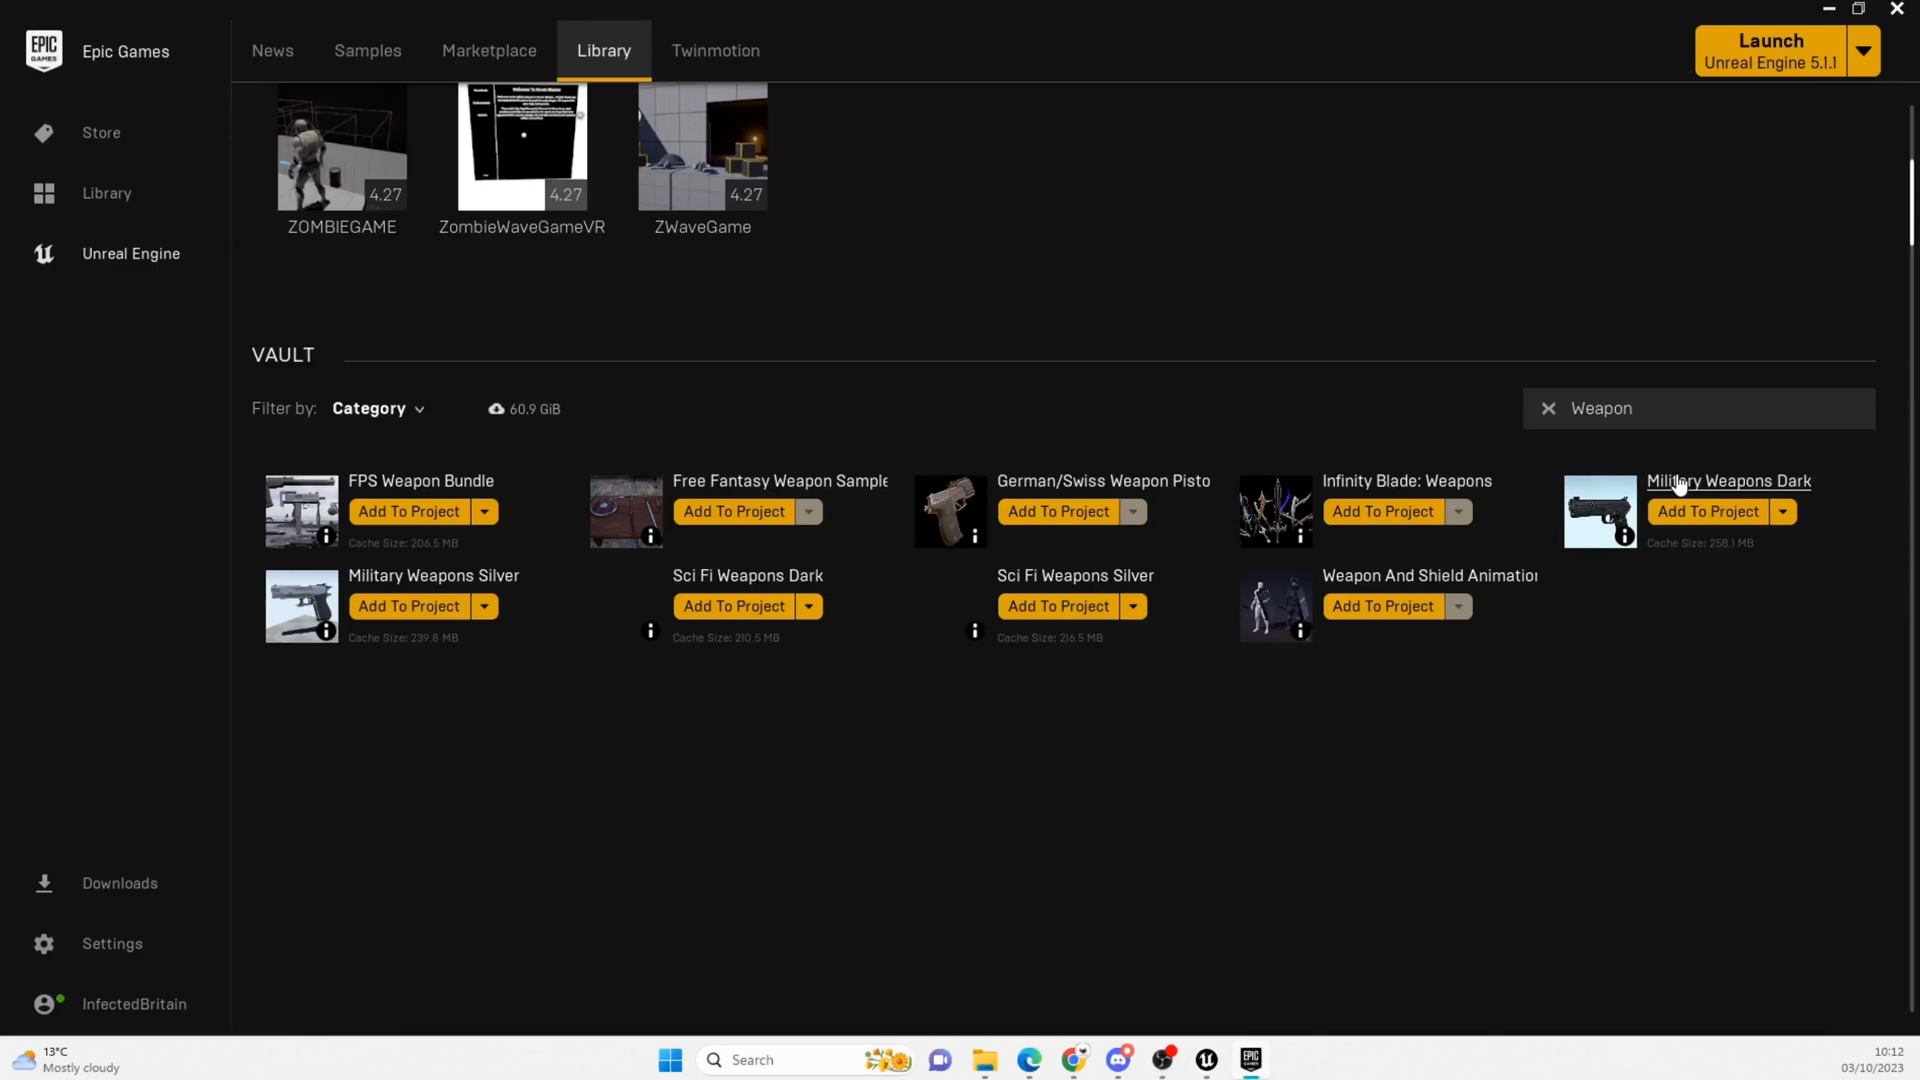 EPIC GAMES
Epic Games
News
Samples
Marketplace
Library
Twinmotion
Launch
Unreal Engine 5.1.1
Store
Library
Unreal Engine
4.27
4.27
4.27
ZOMBIEGAME
ZombieWaveGameVR
ZWaveGame
VAULT
Filter by:
Category
60.9 GiB
Weapon
FPS Weapon Bundle
Add To Project
Cache Size: 206.5 MB
Free Fantasy Weapon Sample
Add To Project
German/Swiss Weapon Pisto
Add To Project
Infinity Blade: Weapons
Add To Project
Military Weapons Dark
Add To Project
Cache Size: 258.1 MB
Military Weapons Silver
Add To Project
Cache Size: 239.8 MB
Sci Fi Weapons Dark
Add To Project
Cache Size: 210.5 MB
Sci Fi Weapons Silver
Add To Project
Cache Size: 216.5 MB
Weapon And Shield Animation
Add To Project
Downloads
Settings
InfectedBritain
13°C
Mostly cloudy
Search
EPIC
10:12
03/10/2023